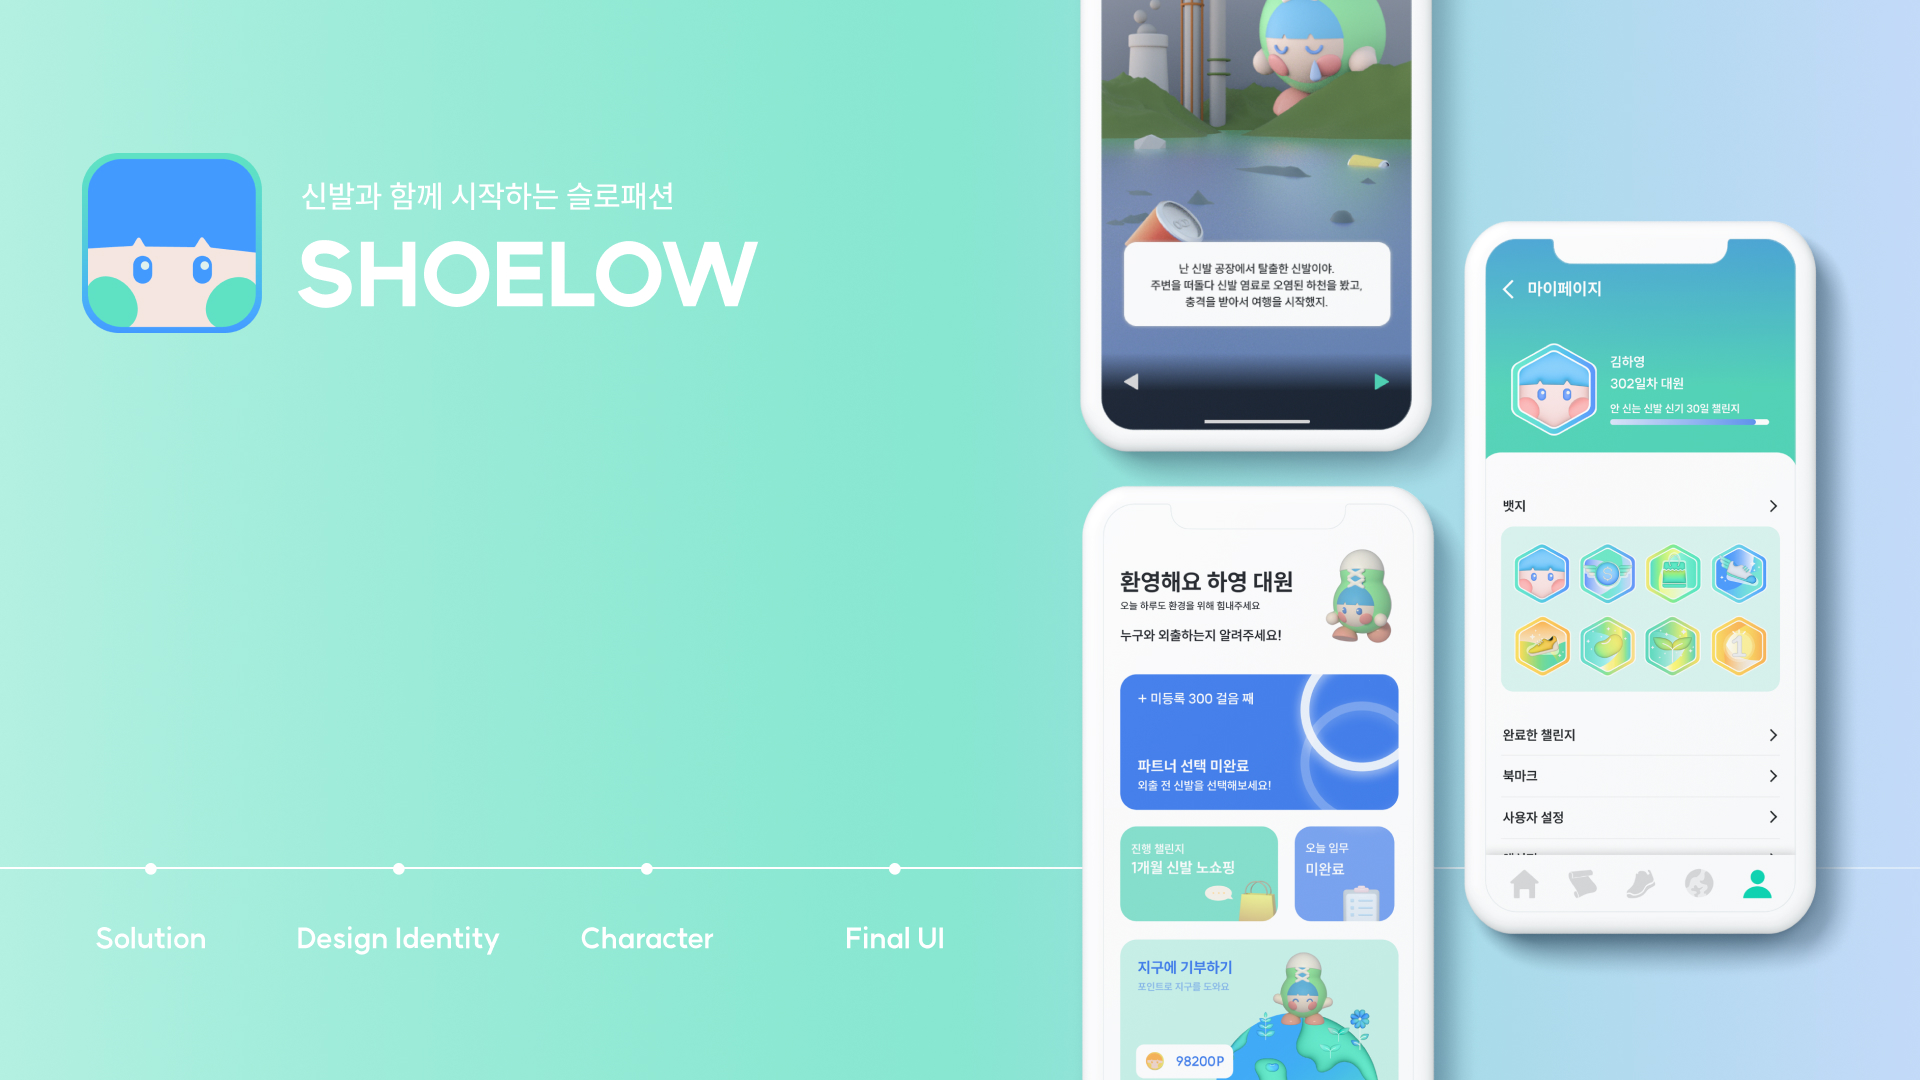 신발과 함께 시작하는 슬로패션
SHOELOW
Solution
Design Identity
Character
Final UI
난 신발 공장에서 탈출한 신발이야.
주변을 떠돌다 신발 염료로 오염된 하천을 봤고,
충격을 받아서 여행을 시작했지.
환영해요 하영 대원
오늘 하루도 환경을 위해 힘내주세요
누구와 외출하는지 알려주세요!
+ 미등록 300 걸음 째
파트너 선택 미완료
외출 전 신발을 선택해보세요!
진행 챌린지
1개월 신발 노쇼핑
오늘 임무
미완료
지구에 기부하기
포인트로 지구를 도와요
98200P
마이페이지
김하영
302일차 대원
안 신는 신발 신기 30일 챌린지
뱃지
1
완료한 챌린지
북마크
사용자 설정